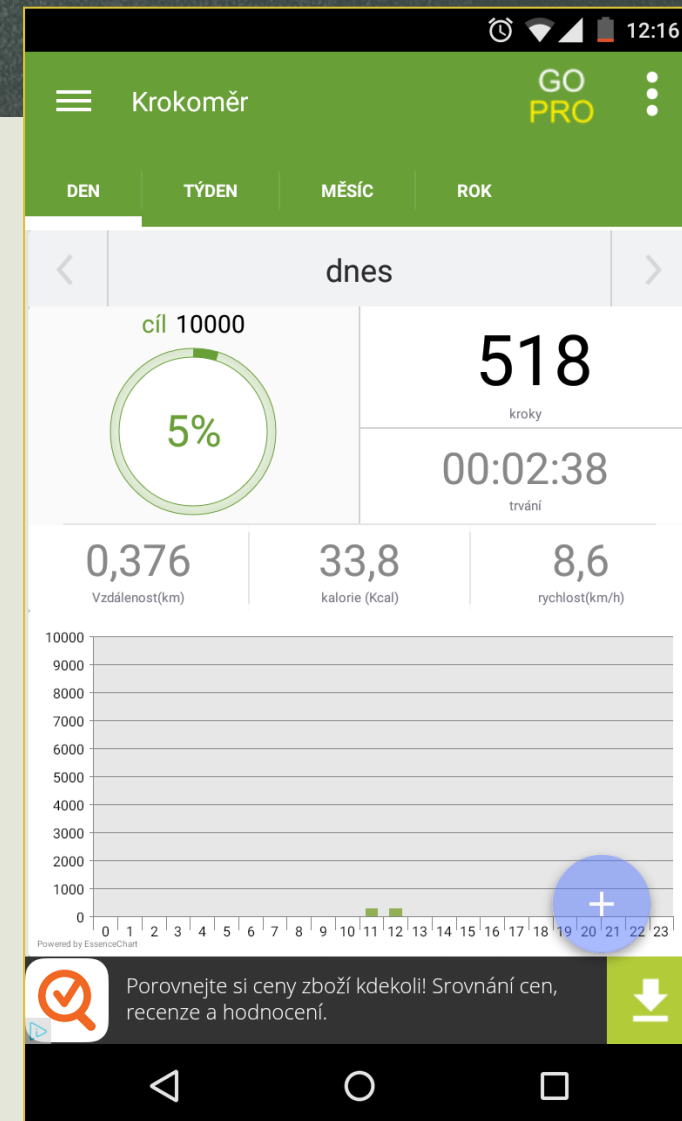 12:16
Krokoměr
GO
PRO
DEN TÝDEN MĚSÍC ROK
dnes
cíl 10000
5%
518
kroky
00:02:38
trvání
0,376 33,8 8,6
Vzdálenost(km) kalorie (Kcal) rychlost(km/h)
10000
9000
8000
7000
6000
5000
4000
3000
2000
1000
0
0 1 2 3 4 5 6 7 8 9 10 11 12 13 14 15 16 17 18 19 20 21 22 23
Powered by EssenceChart
Porovnejte si ceny zboží kdekoli! Srovnání cen,
recenze a hodnocení.